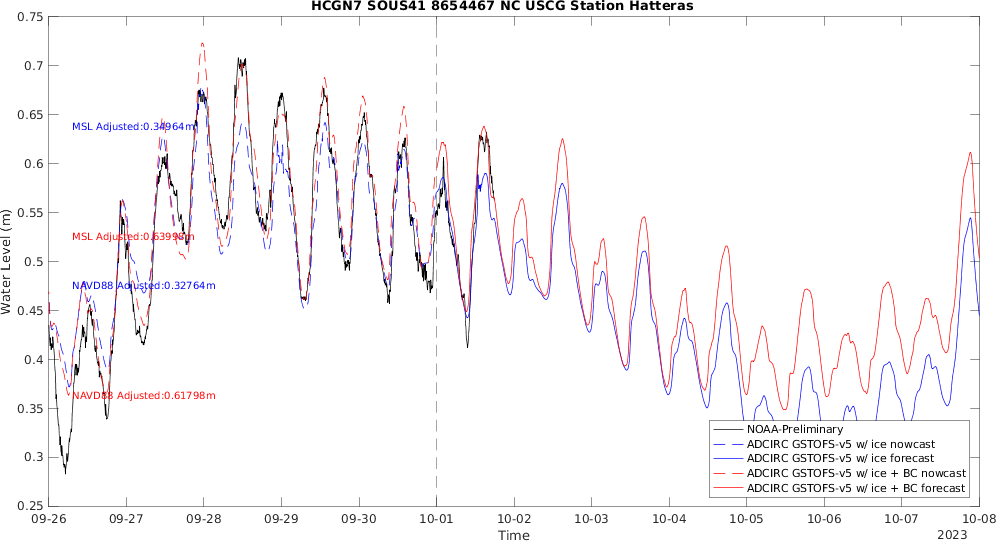 HCGN7 SOUS41 8654467 NC USCG Station Hatteras
Water Level (m)
0.75
0.7
0.65
0.6
0.55
0.5
0.45
0.4
0.35
0.3
0.25
MSL Adjusted:0.34964m
MSL Adjusted:0.63998m
NAVD88 Adjusted:0.32764m
NAVD88 Adjusted:0.61798m
NOAA-Preliminary
ADCIRC GSTOFS-v5 w/ ice nowcast
ADCIRC GSTOFS-v5 w/ ice forecast
ADCIRC GSTOFS-v5 w/ ice + BC nowcast
ADCIRC GSTOFS-v5 w/ ice + BC forecast
09-26 09-27 09-28 09-29 09-30 10-01 10-02 10-03 10-04 10-05 10-06 10-07 10-08
Time
2023